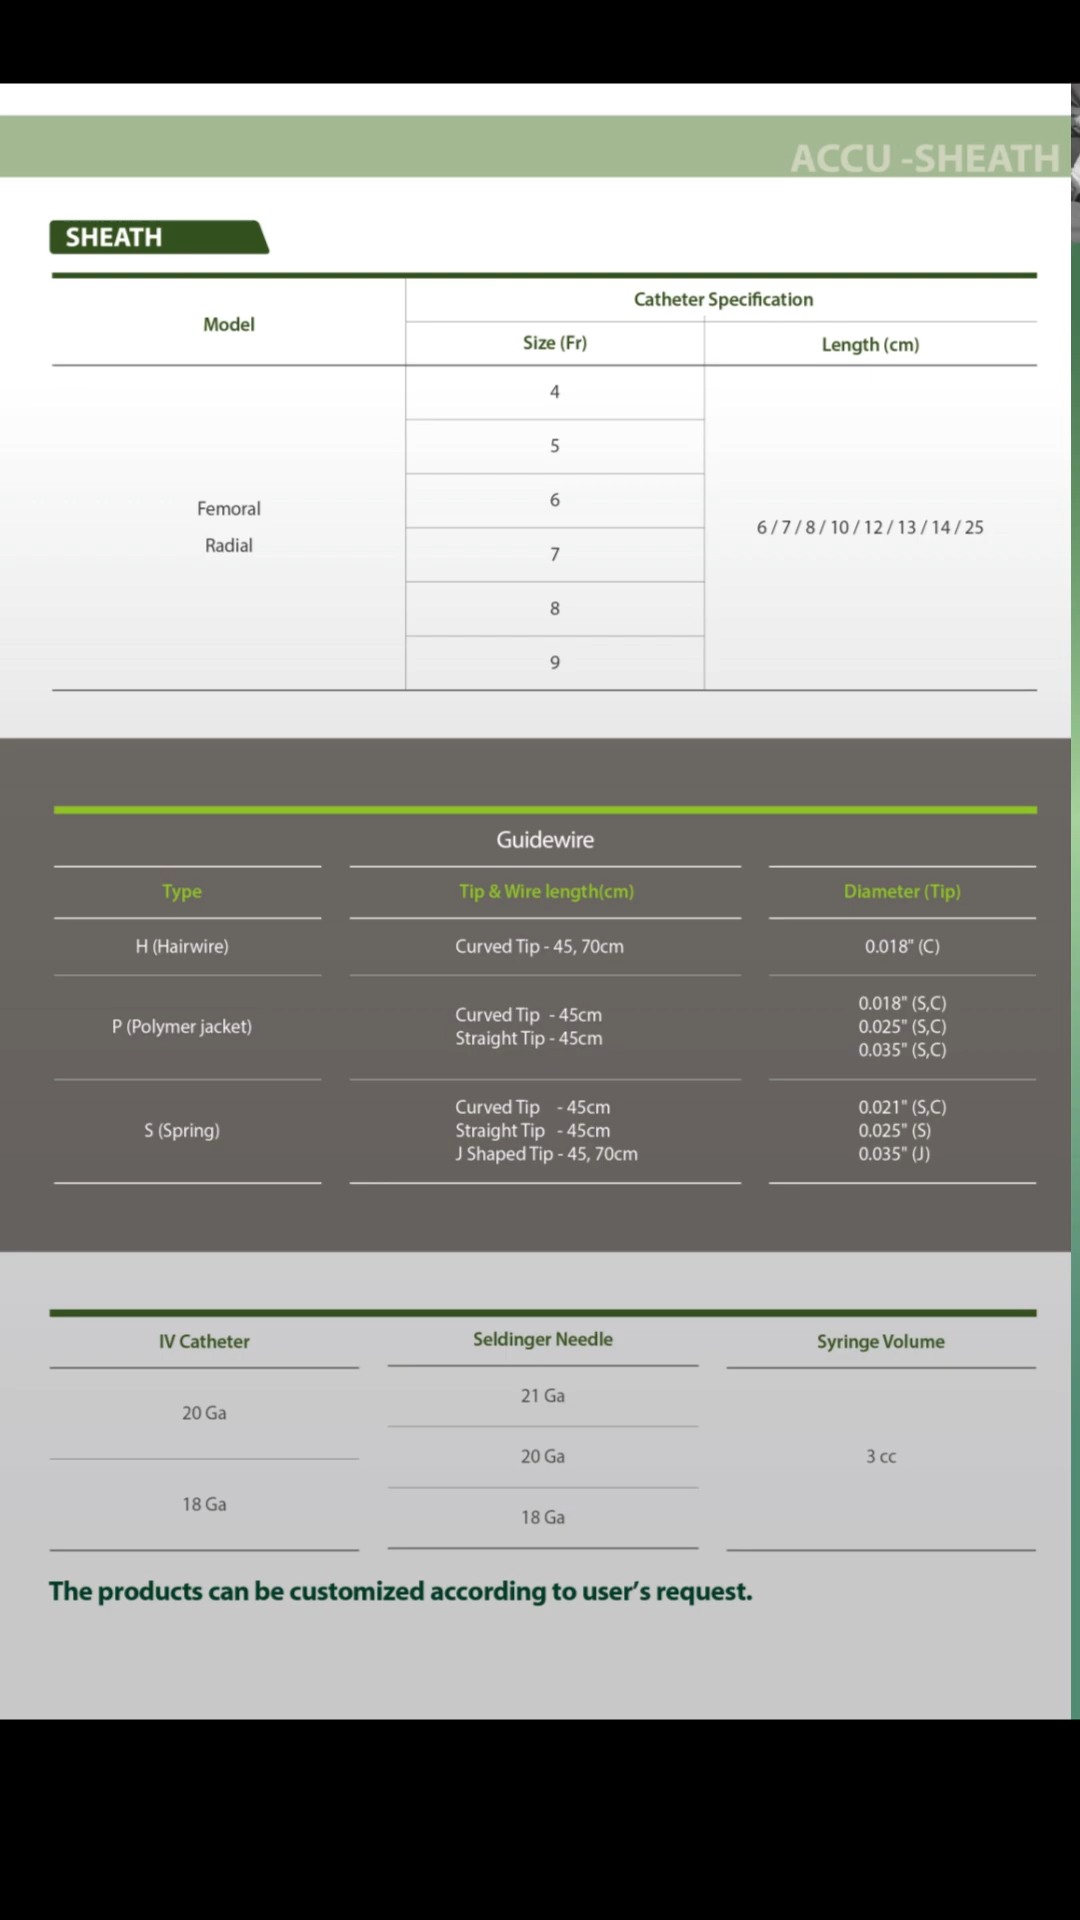 ACCU -SHEATH
SHEATH
Model
Catheter Specification
Size (Fr)
Length (cm)
Femoral
Radial
4
5
6
7
8
9
6 / 7 / 8 / 10 / 12 / 13 / 14 / 25
Guidewire
Type
Tip & Wire length(cm)
Diameter (Tip)
H (Hairwire)
Curved Tip - 45, 70cm
0.018" (C)
P (Polymer jacket)
Curved Tip - 45cm
Straight Tip - 45cm
0.018" (S,C)
0.025" (S,C)
0.035" (S,C)
S (Spring)
Curved Tip - 45cm
Straight Tip - 45cm
J Shaped Tip - 45, 70cm
0.021" (S,C)
0.025" (S)
0.035" (J)
IV Catheter
Seldinger Needle
Syringe Volume
20 Ga
18 Ga
21 Ga
20 Ga
18 Ga
3 cc
The products can be customized according to user’s request.